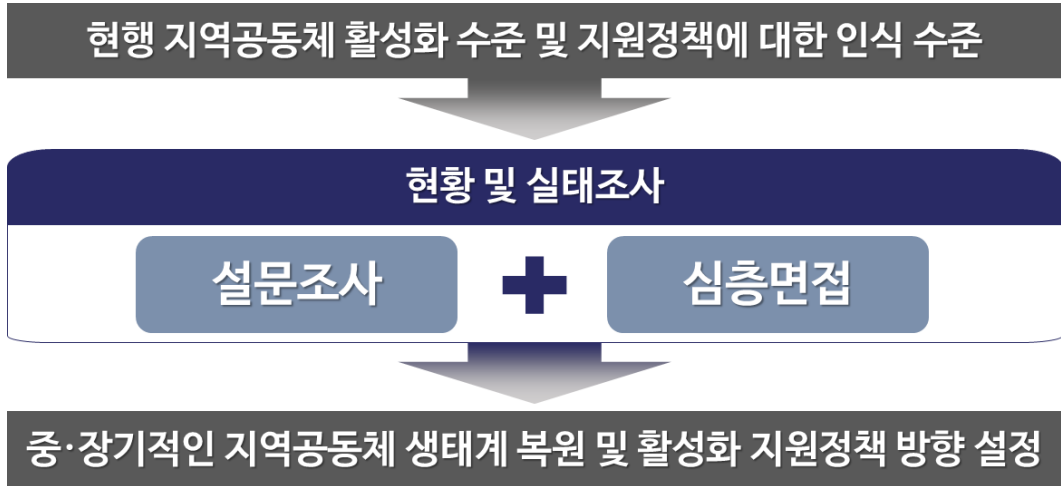 현행 지역공동체 활성화 수준 및 지원정책에 대한 인식 수준
현황 및 실태조사
설문조사
심층면접
중·장기적인 지역공동체 생태계 복원 및 활성화 지원정책 방향 설정